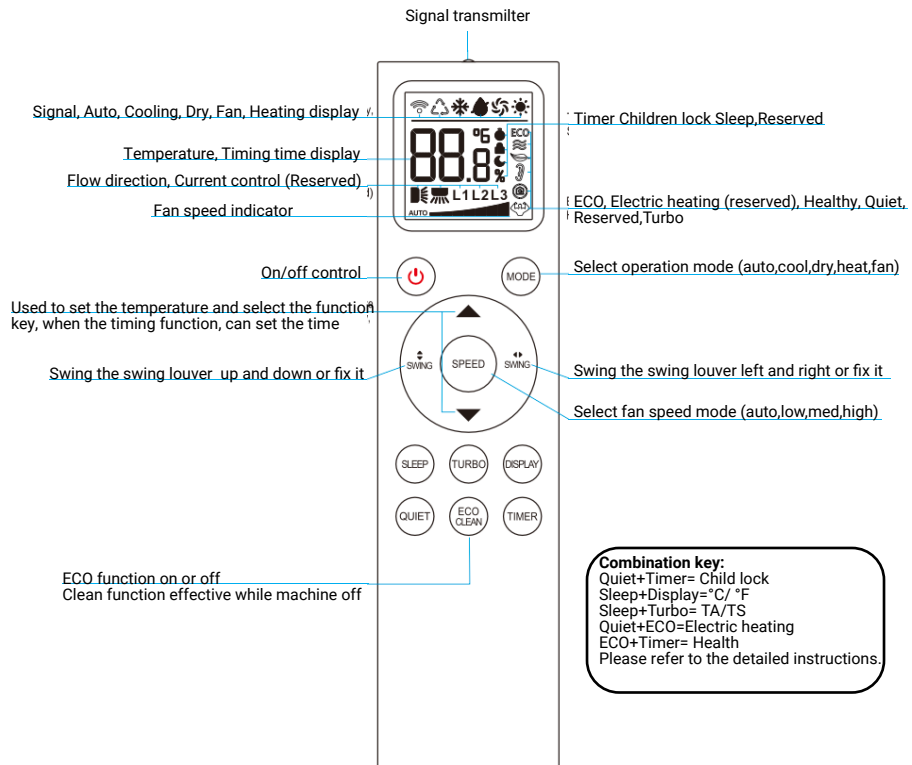 Signal transmilter
Signal, Auto, Cooling, Dry, Fan, Heating display
Temperature, Timing time display
Flow direction, Current control (Reserved)
Fan speed indicator
On/off control
Used to set the temperature and select the function
key, when the timing function, can set the time
Swing the swing louver up and down or fix it
ECO function on or off
Clean function effective while machine off
88.8
°G
ECO
%
L1 L2 L3
AUTO
MODE
SWING
SPEED
SWING
SLEEP
TURBO
DISPLAY
QUIET
ECO
CLEAN
TIMER
Timer Children lock Sleep,Reserved
ECO, Electric heating (reserved), Healthy, Quiet,
Reserved,Turbo
Select operation mode (auto,cool,dry,heat,fan)
Swing the swing louver left and right or fix it
Select fan speed mode (auto,low,med,high)
Combination key:
Quiet+Timer= Child lock
Sleep+Display=°C/ °F
Sleep+Turbo= TA/TS
Quiet+ECO=Electric heating
ECO+Timer= Health
Please refer to the detailed instructions.